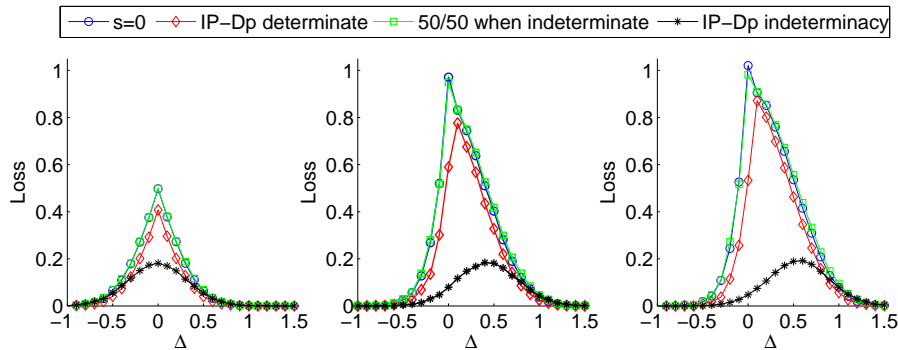 s=0 IP-Dp determinate 50/50 when indeterminate IP-Dp indeterminacy
1 1 1
0.8 0.8 0.8
0.6 0.6 0.6
0.4 0.4 0.4
0.2 0.2 0.2
0 0 0
Loss Loss Loss
-1 -0.5 0 0.5 1 1.5 -1 -0.5 0 0.5 1 1.5 -1 -0.5 0 0.5 1 1.5
Δ Δ Δ